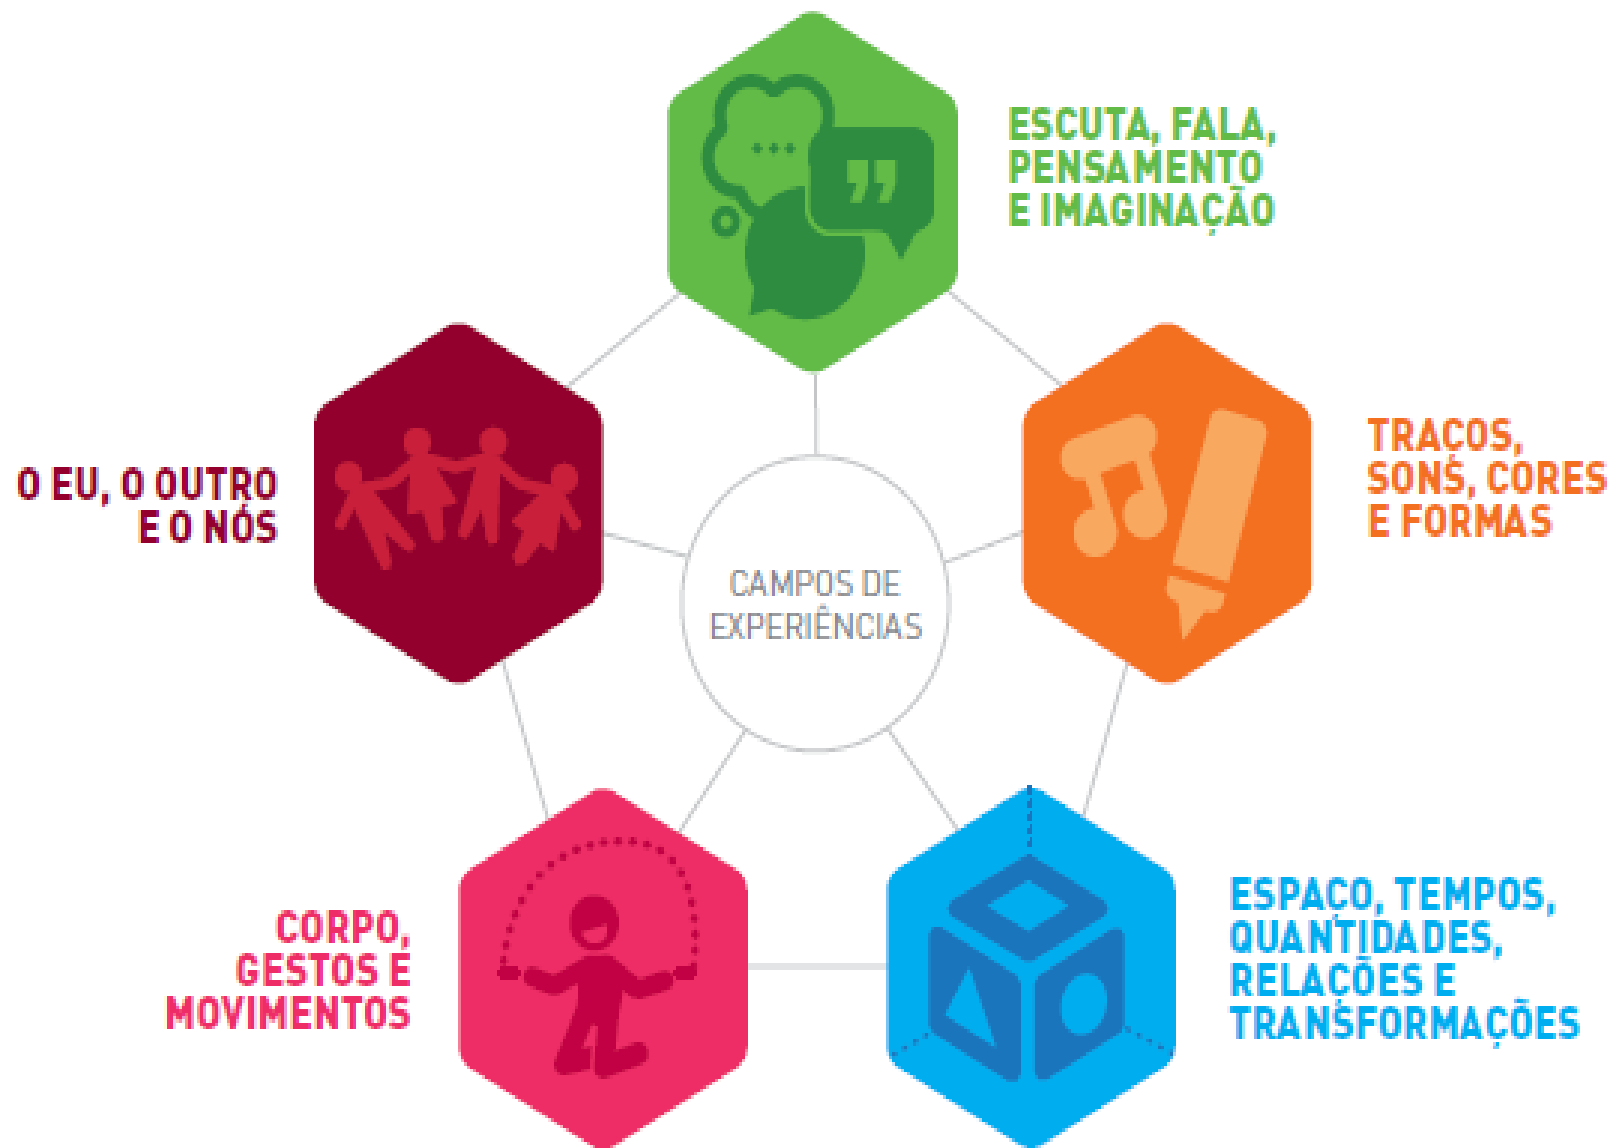 ESCUTA, FALA,
PENSAMENTO
E IMAGINAÇÃO
TRAÇOS,
SONS, CORES
E FORMAS
O EU, O OUTRO
E O NÓS
CAMPOS DE
EXPERIÊNCIAS
ESPAÇO, TEMPOS,
QUANTIDADES,
RELAÇÕES E
TRANSFORMAÇÕES
CORPO,
GESTOS E
MOVIMENTOS